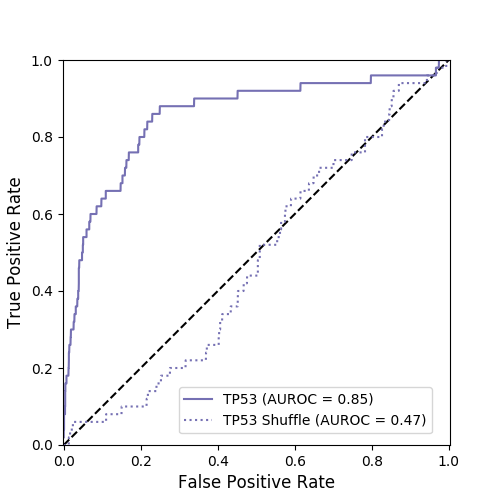 1.0
0.8
0.6
0.4
0.2
0.0
True Positive Rate
TP53 (AUROC = 0.85)
TP53 Shuffle (AUROC = 0.47)
0.0 0.2 0.4 0.6 0.8 1.0
False Positive Rate